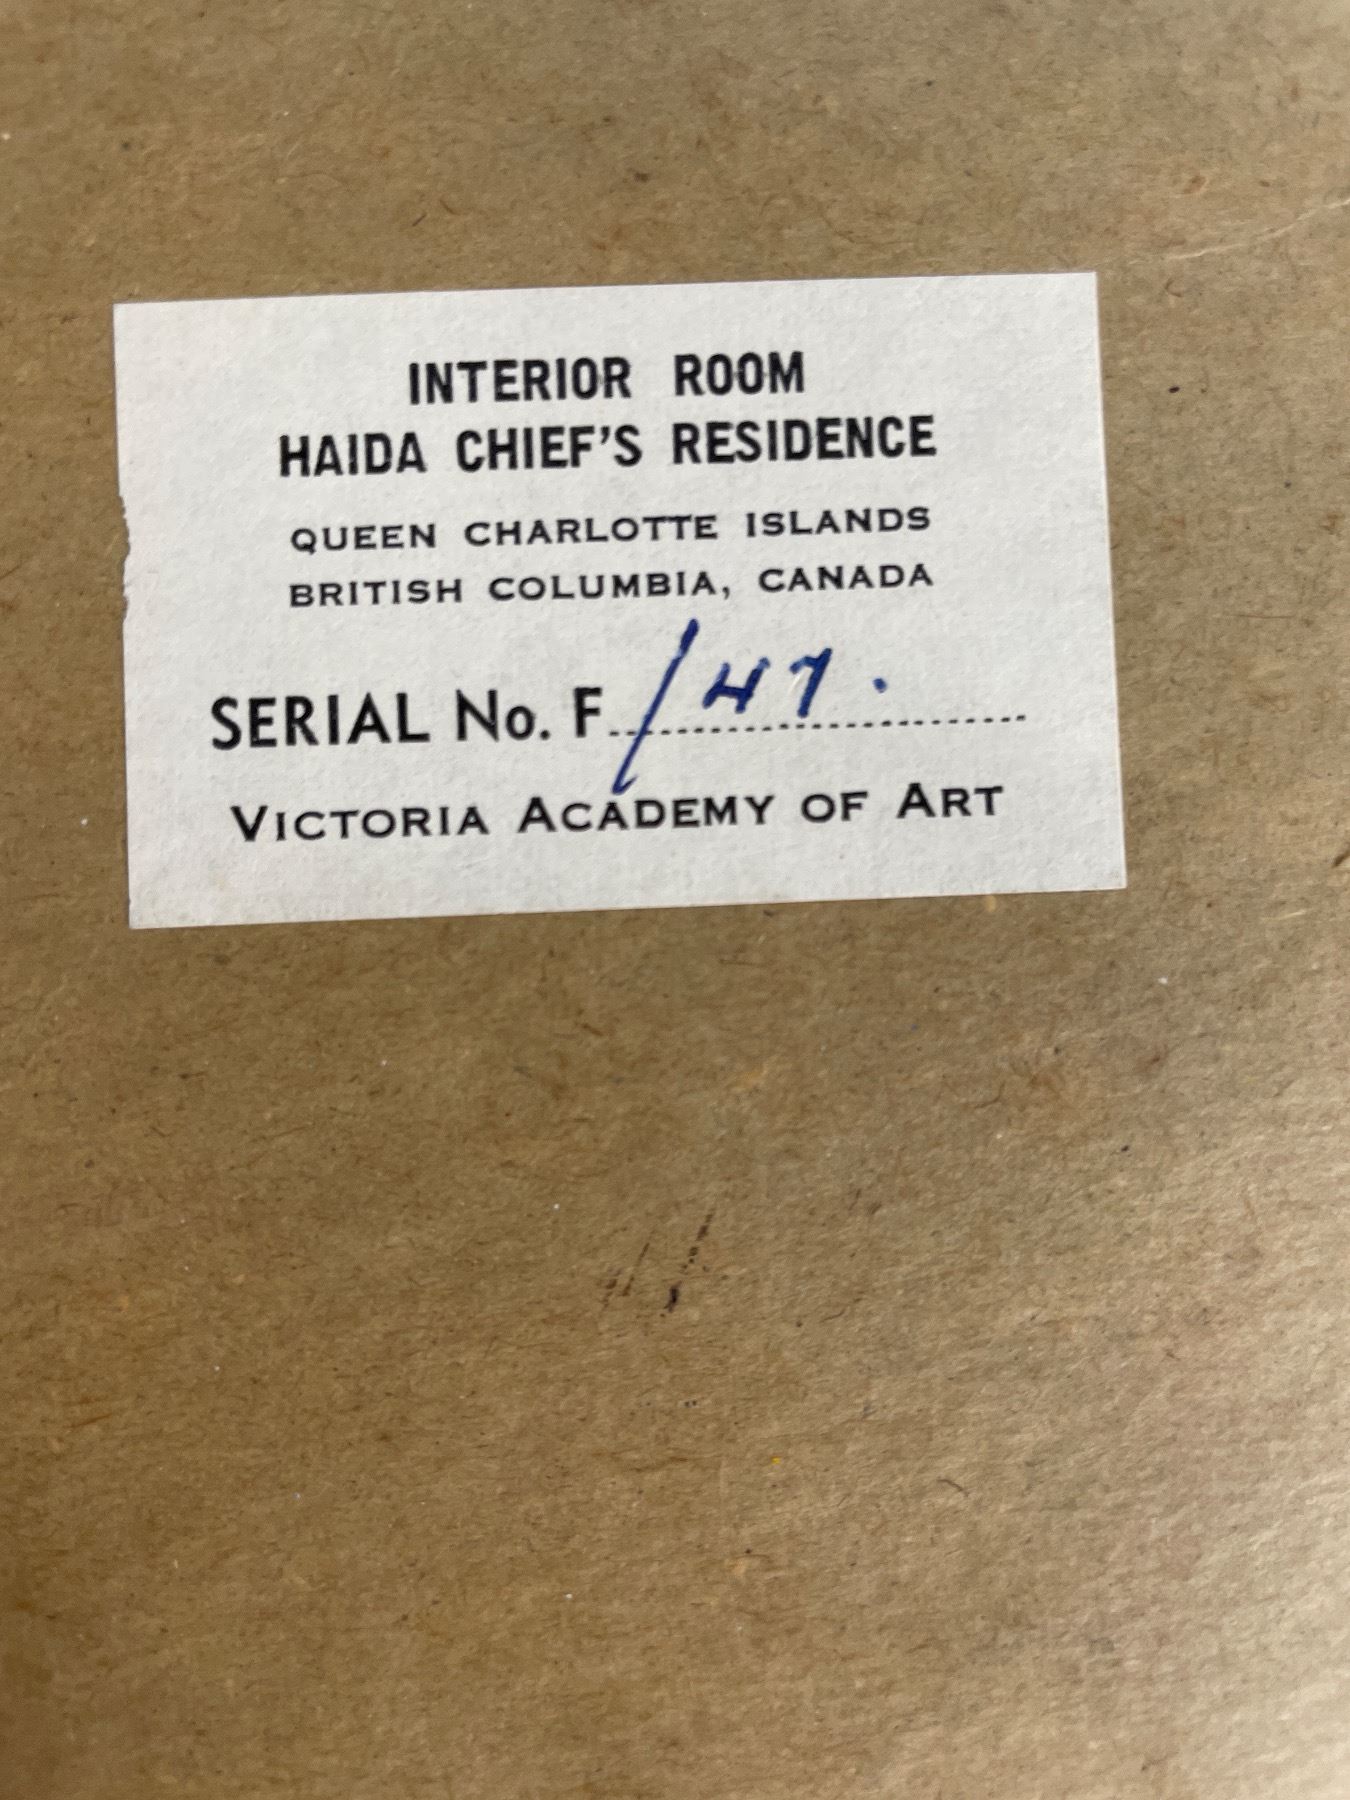 INTERIOR ROOM
HAIDA CHIEF'S RESIDENCE
QUEEN CHARLOTTE ISLANDS
BRITISH COLUMBIA, CANADA
SERIAL No. F / 47.
VICTORIA ACADEMY OF ART